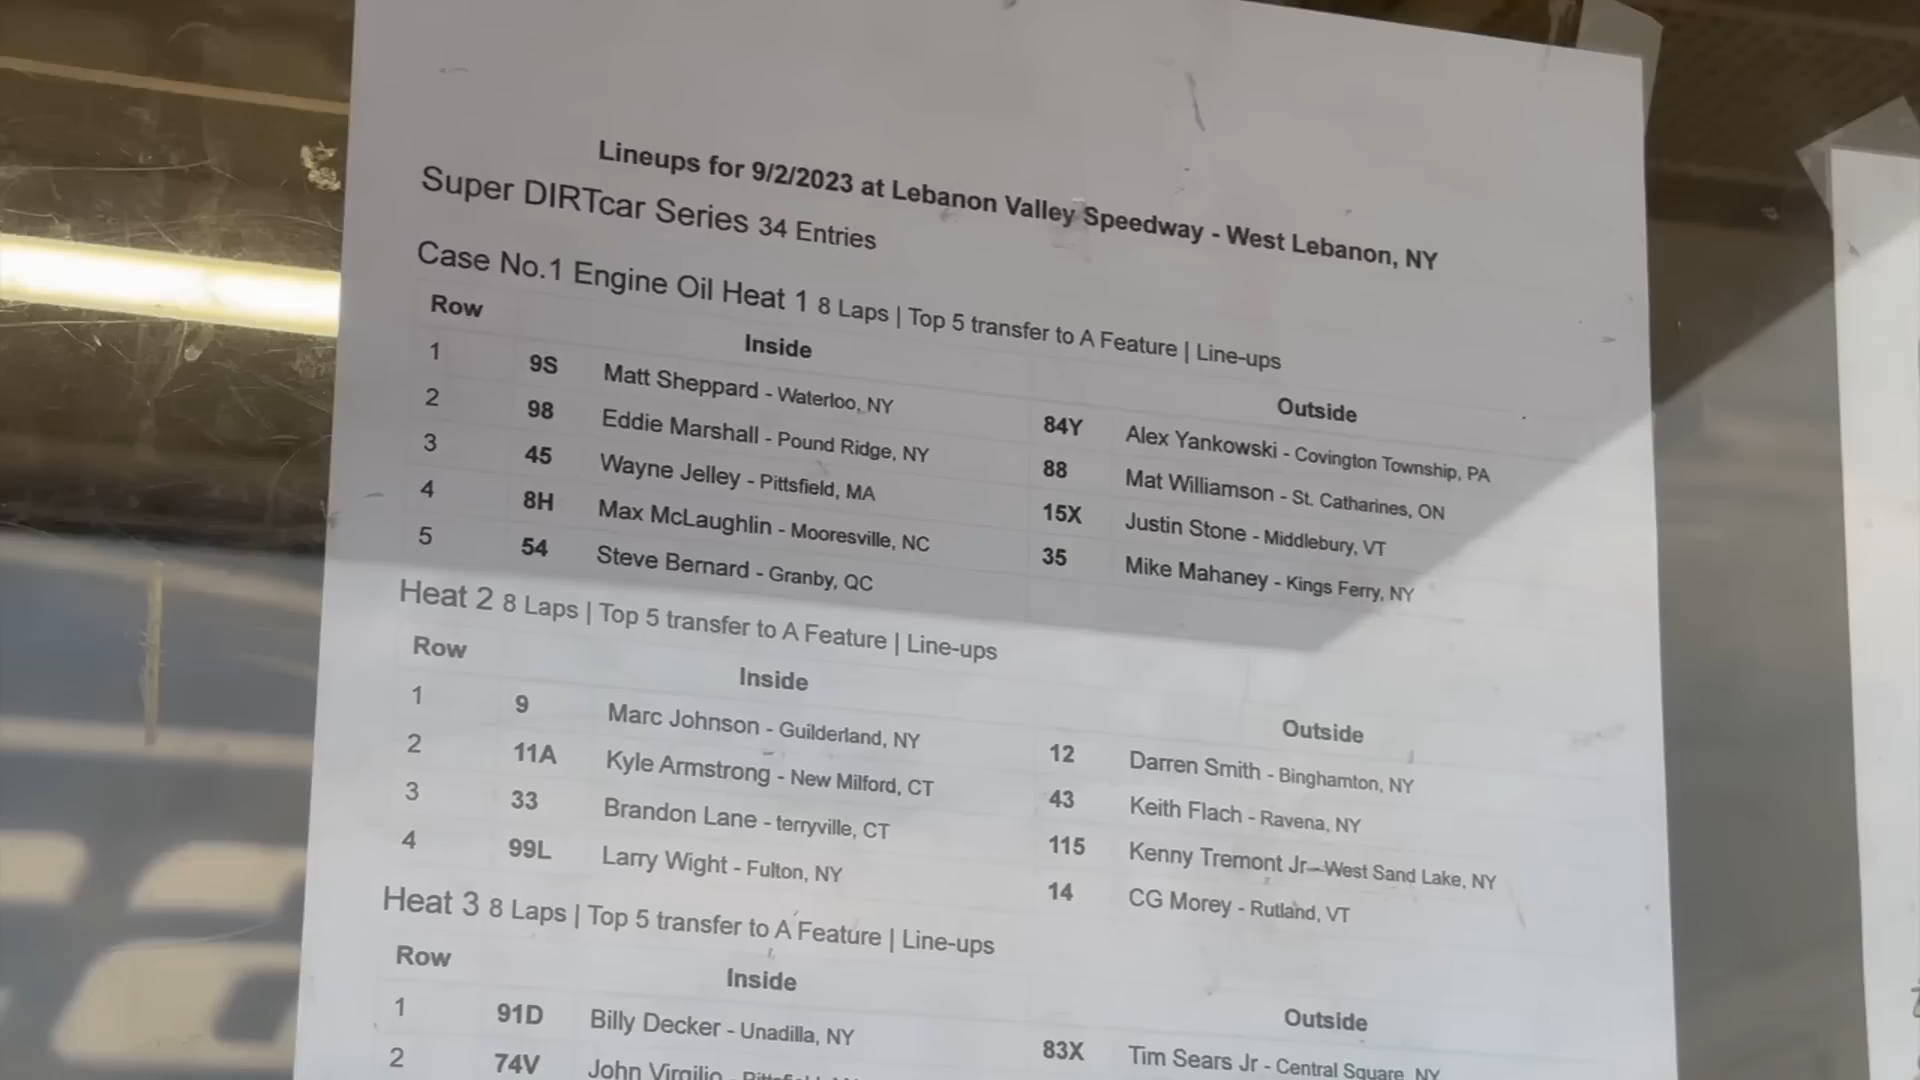 Lineups for 9/2/2023 at Lebanon Valley Speedway - West Lebanon, NY
Super DIRTcar Series 34 Entries
Case No.1 Engine Oil Heat 1 8 Laps | Top 5 transfer to A Feature | Line-ups
Row Inside Outside
1 9S Matt Sheppard - Waterloo, NY 84Y Alex Yankowski - Covington Township, PA
2 98 Eddie Marshall - Pound Ridge, NY 88 Mat Williamson - St. Catharines, ON
3 45 Wayne Jelley - Pittsfield, MA 15X Justin Stone - Middlebury, VT
4 8H Max McLaughlin - Mooresville, NC 35 Mike Mahaney - Kings Ferry, NY
5 54 Steve Bernard - Granby, QC
Heat 2 8 Laps | Top 5 transfer to A Feature | Line-ups
Row Inside Outside
1 9 Marc Johnson - Guilderland, NY 12 Darren Smith - Binghamton, NY
2 11A Kyle Armstrong - New Milford, CT 43 Keith Flach - Ravena, NY
3 33 Brandon Lane - terryville, CT 115 Kenny Tremont Jr - West Sand Lake, NY
4 99L Larry Wight - Fulton, NY 14 CG Morey - Rutland, VT
Heat 3 8 Laps | Top 5 transfer to A Feature | Line-ups
Row Inside Outside
1 91D Billy Decker - Unadilla, NY 83X Tim Sears Jr - Central Square, NY
2 74V John Virgilio -